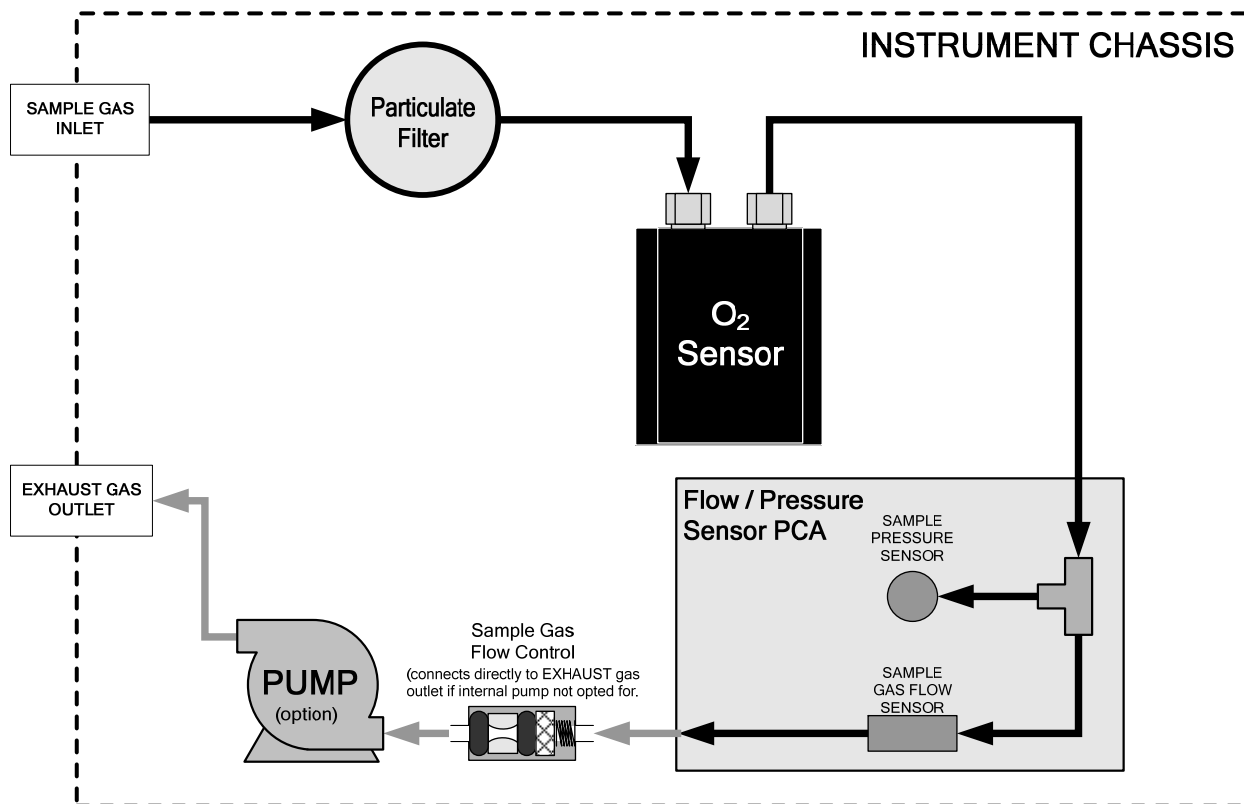 INSTRUMENT CHASSIS
SAMPLE GAS
INLET
Particulate
Filter
O₂
Sensor
EXHAUST GAS
OUTLET
Flow / Pressure
Sensor PCA
SAMPLE
PRESSURE
SENSOR
Sample Gas
Flow Control
(connects directly to EXHAUST gas
outlet if internal pump not opted for.
SAMPLE
GAS FLOW
SENSOR
PUMP
(option)